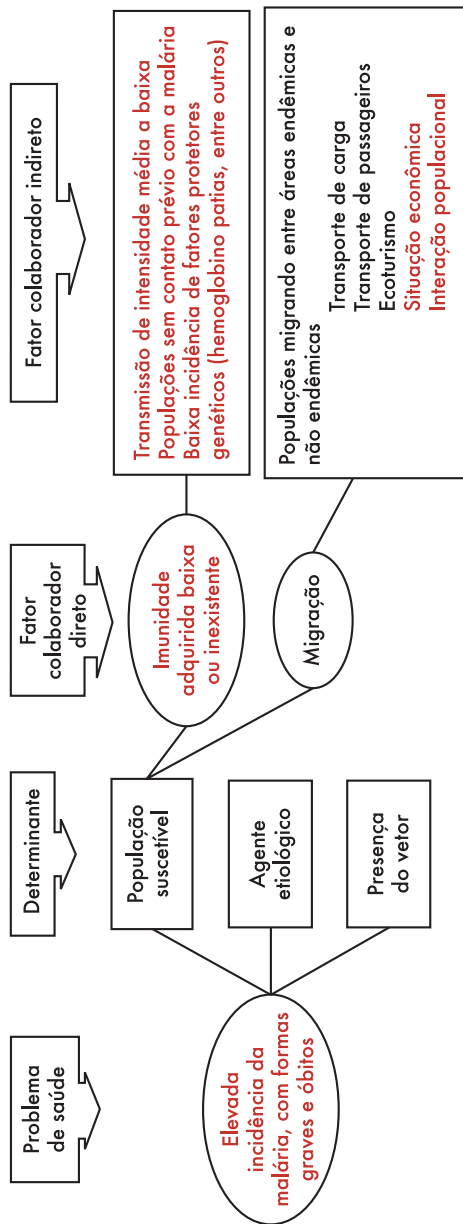 Problema
de saúde
Determinante
Fator
colaborador
direto
Fator colaborador indireto
Elevada
incidência da
malária, com formas
graves e óbitos
População
suscetível
Agente
etiológico
Presença
do vetor
Imunidade
adquirida baixa
ou inexistente
Migração
Transmissão de intensidade média a baixa
Populações sem contato prévio com a malária
Baixa incidência de fatores protetores
genéticos (hemoglobino patias, entre outros)
Populações migrando entre áreas endêmicas e
não endêmicas
Transporte de carga
Transporte de passageiros
Ecoturismo
Situação econômica
Interação populacional